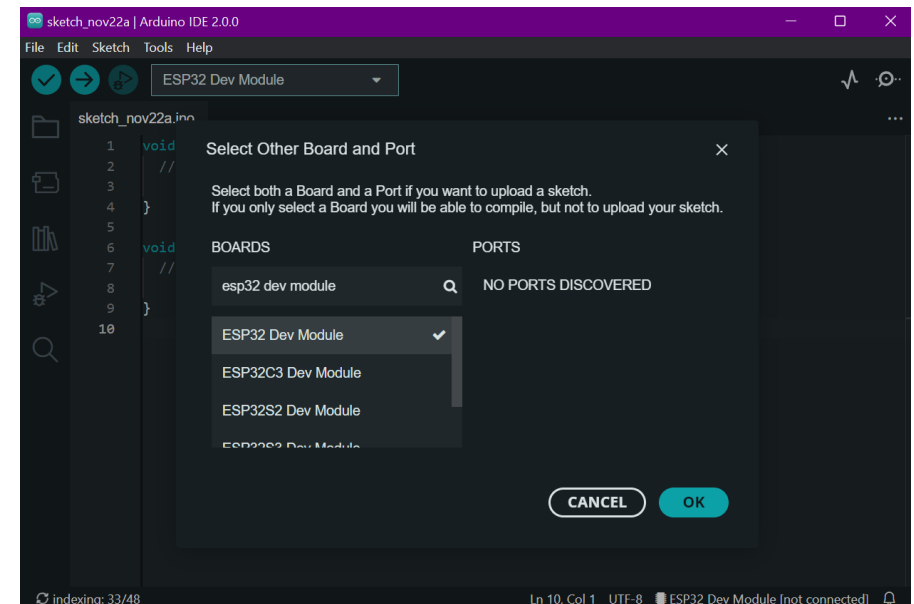 sketch_nov22a | Arduino IDE 2.0.0
File Edit Sketch Tools Help
ESP32 Dev Module
sketch_nov22a.ino
1 void
2 //
3
4 }
5
6 void
7 //
8
9 }
10
Select Other Board and Port
Select both a Board and a Port if you want to upload a sketch.
If you only select a Board you will be able to compile, but not to upload your sketch.
BOARDS
PORTS
esp32 dev module
NO PORTS DISCOVERED
ESP32 Dev Module
ESP32C3 Dev Module
ESP32S2 Dev Module
ESP32S3 Dev Module
CANCEL
OK
indexing: 33/48
Ln 10, Col 1 UTF-8 ESP32 Dev Module [not connected]